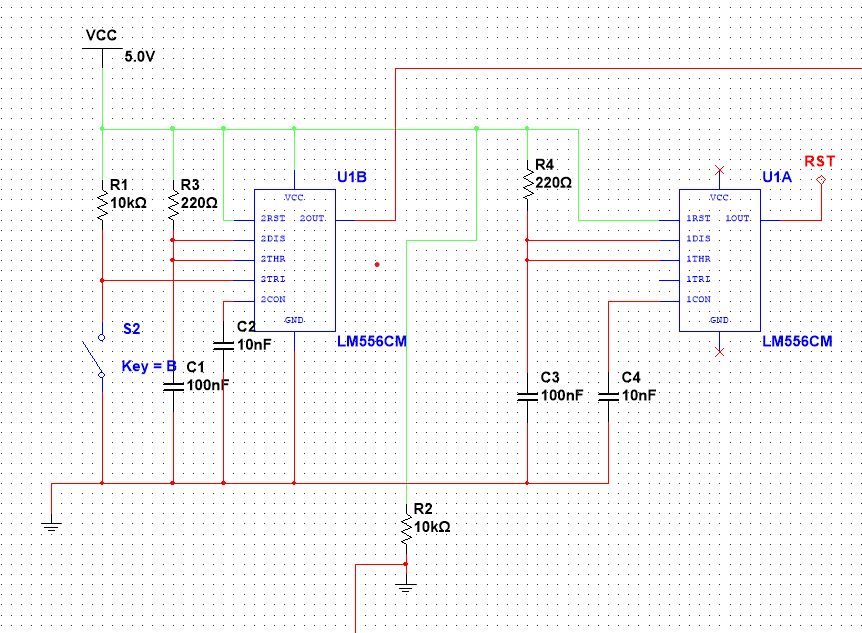 VCC
5.0V
R1
10kΩ
R3
220Ω
U1B
VCC
2RST
2OUT
2DIS
2THR
2TRI
2CON
GND
LM556CM
R4
220Ω
U1A
RST
VCC
1RST
1OUT
1DIS
1THR
1TRI
1CON
GND
LM556CM
S2
Key = B
C1
100nF
C2
10nF
C3
100nF
C4
10nF
R2
10kΩ